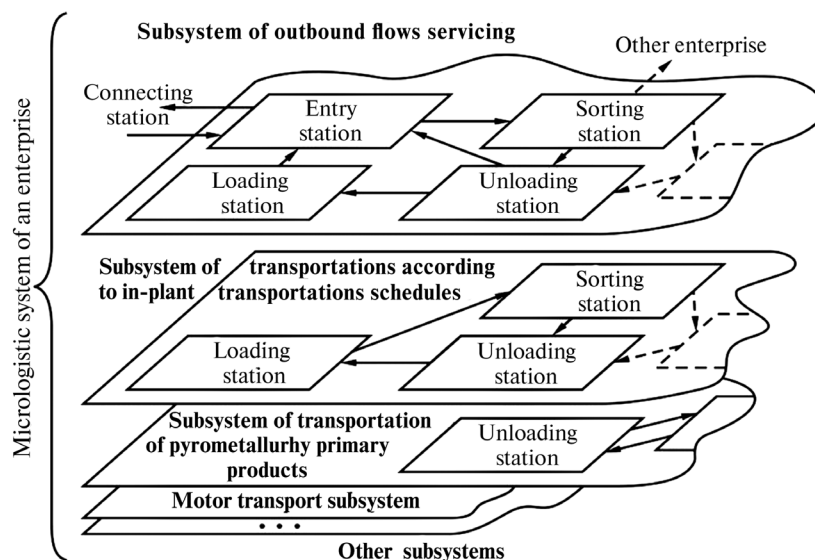 Micrologistic system of an enterprise
Subsystem of outbound flows servicing
Other enterprise
Connecting
station
Entry
station
Sorting
station
Loading
station
Unloading
station
Subsystem of transportations according
to in-plant transportations schedules
Sorting
station
Loading
station
Unloading
station
Subsystem of transportation
of pyrometallurhy primary
products
Unloading
station
Motor transport subsystem
• • •
Other subsystems